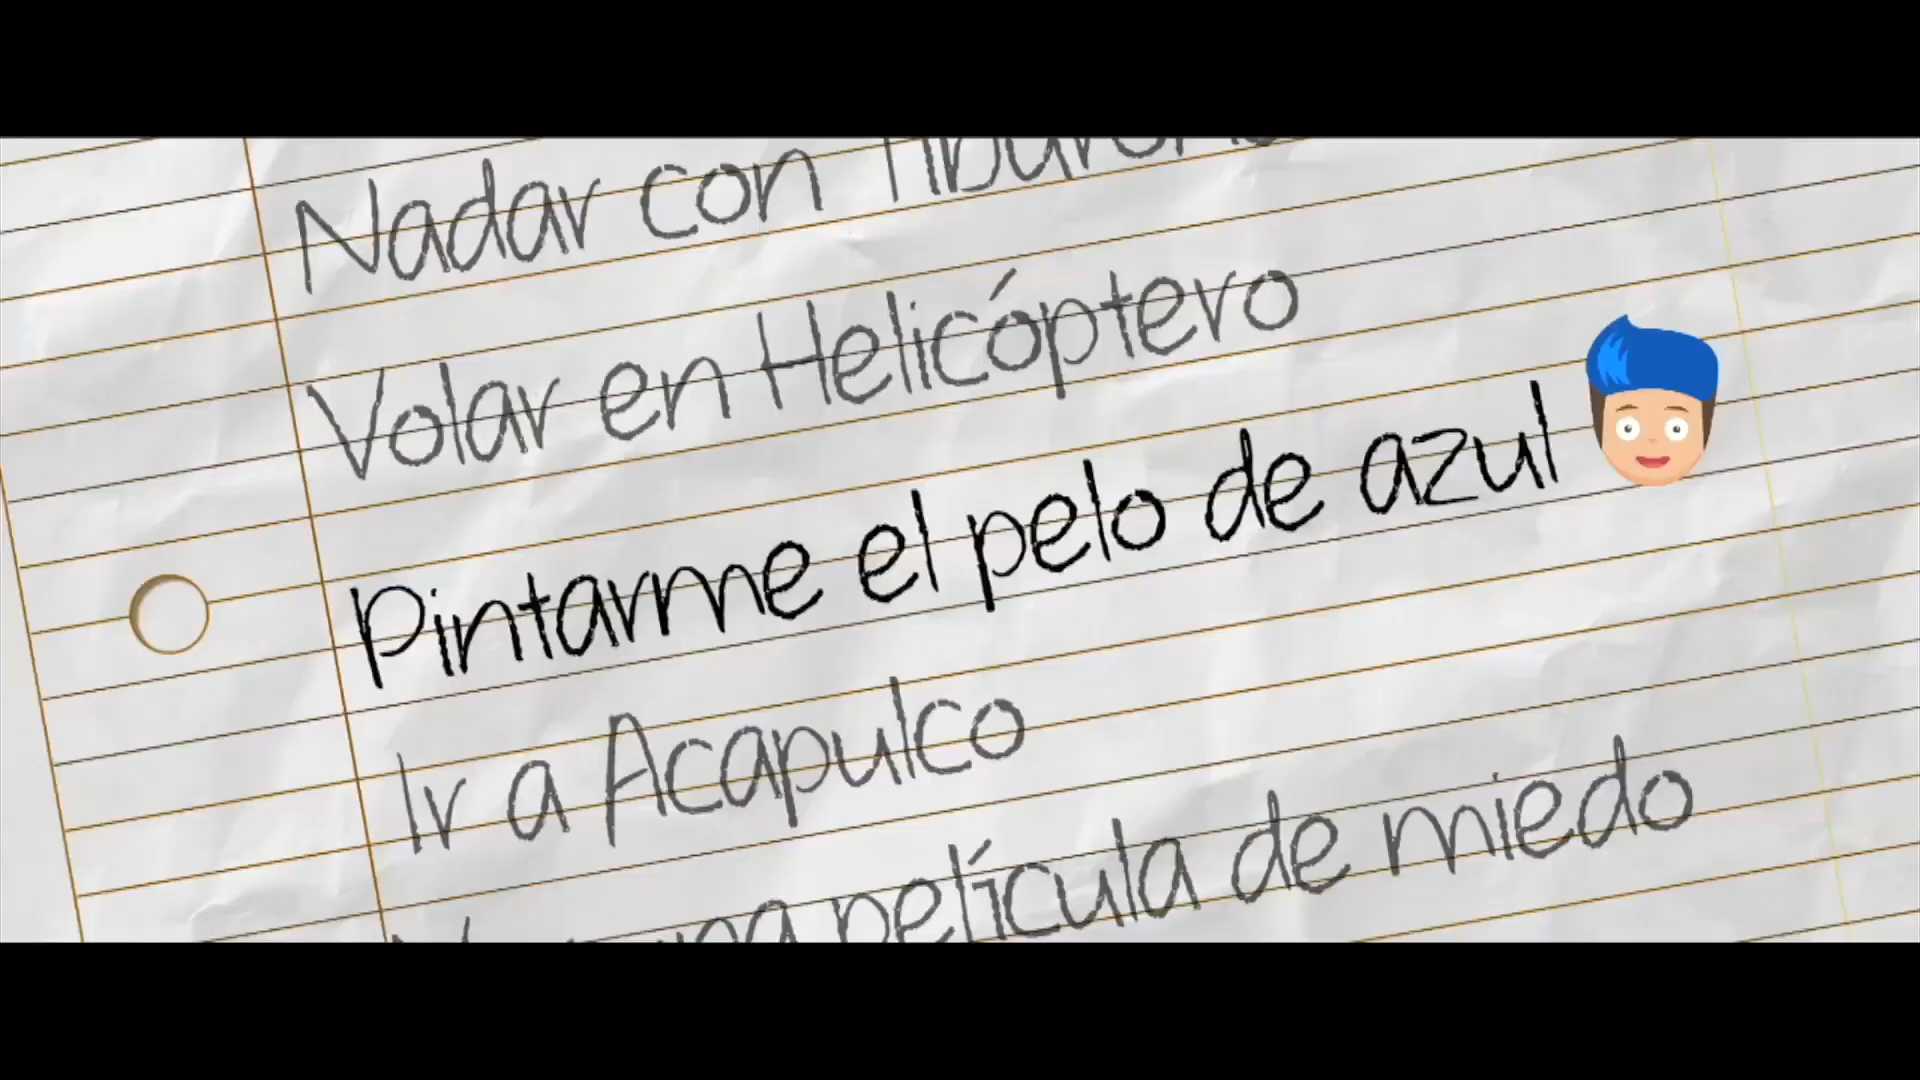 Nadar con
Volar en Helicóptero
Pintarme el pelo de azul
Ir a Acapulco
película de miedo